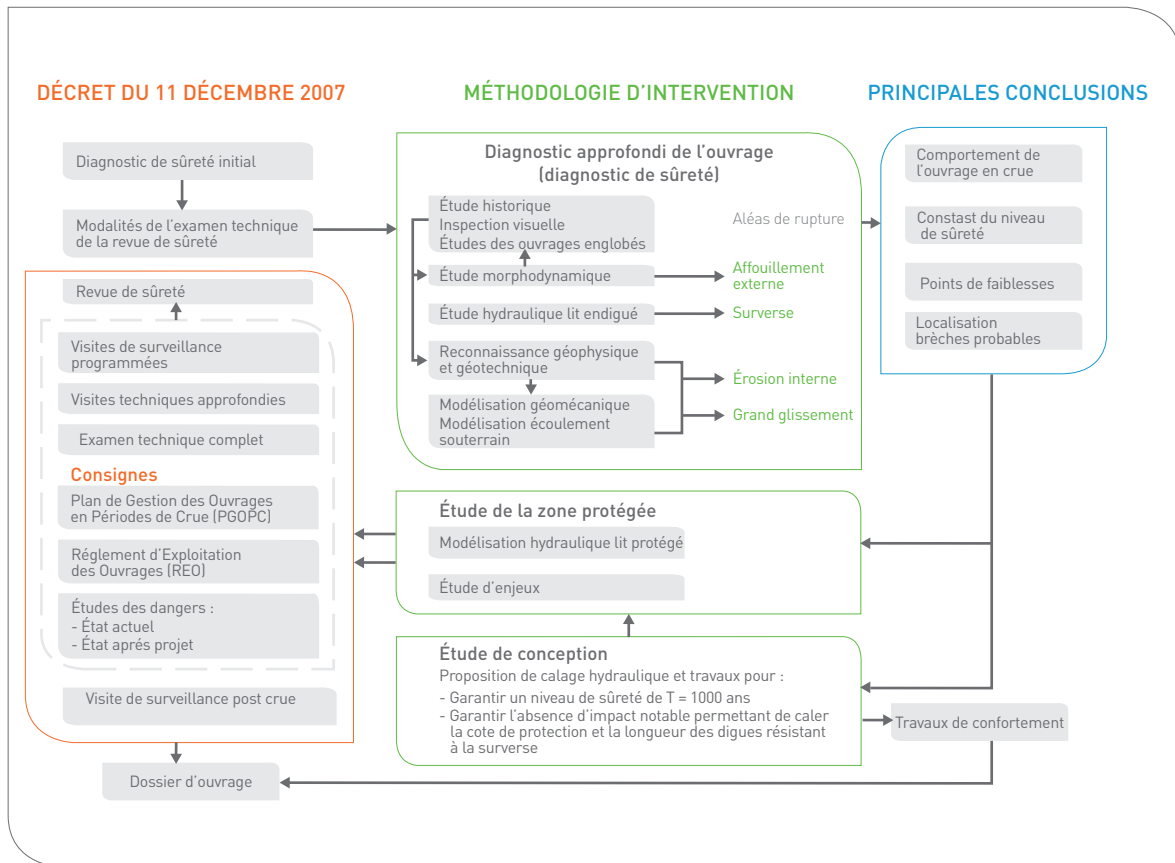 DÉCRET DU 11 DÉCEMBRE 2007
Diagnostic de sûreté initial
Modalités de l'examen technique
de la revue de sûreté
Revue de sûreté
Visites de surveillance
programmées
Visites techniques approfondies
Examen technique complet
Consignes
Plan de Gestion des Ouvrages
en Périodes de Crue (PGOPC)
Réglement d'Exploitation
des Ouvrages (REO)
Études des dangers :
- État actuel
- État aprés projet
Visite de surveillance post crue
Dossier d'ouvrage
MÉTHODOLOGIE D'INTERVENTION
Diagnostic approfondi de l'ouvrage
(diagnostic de sûreté)
Étude historique
Inspection visuelle
Études des ouvrages englobés
Aléas de rupture
Étude morphodynamique
Affouillement
externe
Étude hydraulique lit endigué
Surverse
Reconnaissance géophysique
et géotechnique
Érosion interne
Modélisation géomécanique
Modélisation écoulement
souterrain
Grand glissement
Étude de la zone protégée
Modélisation hydraulique lit protégé
Étude d'enjeux
Étude de conception
Proposition de calage hydraulique et travaux pour :
- Garantir un niveau de sûreté de T = 1000 ans
- Garantir l'absence d'impact notable permettant de caler
la cote de protection et la longueur des digues résistant
à la surverse
PRINCIPALES CONCLUSIONS
Comportement de
l'ouvrage en crue
Constast du niveau
de sûreté
Points de faiblesses
Localisation
brèches probables
Travaux de confortement